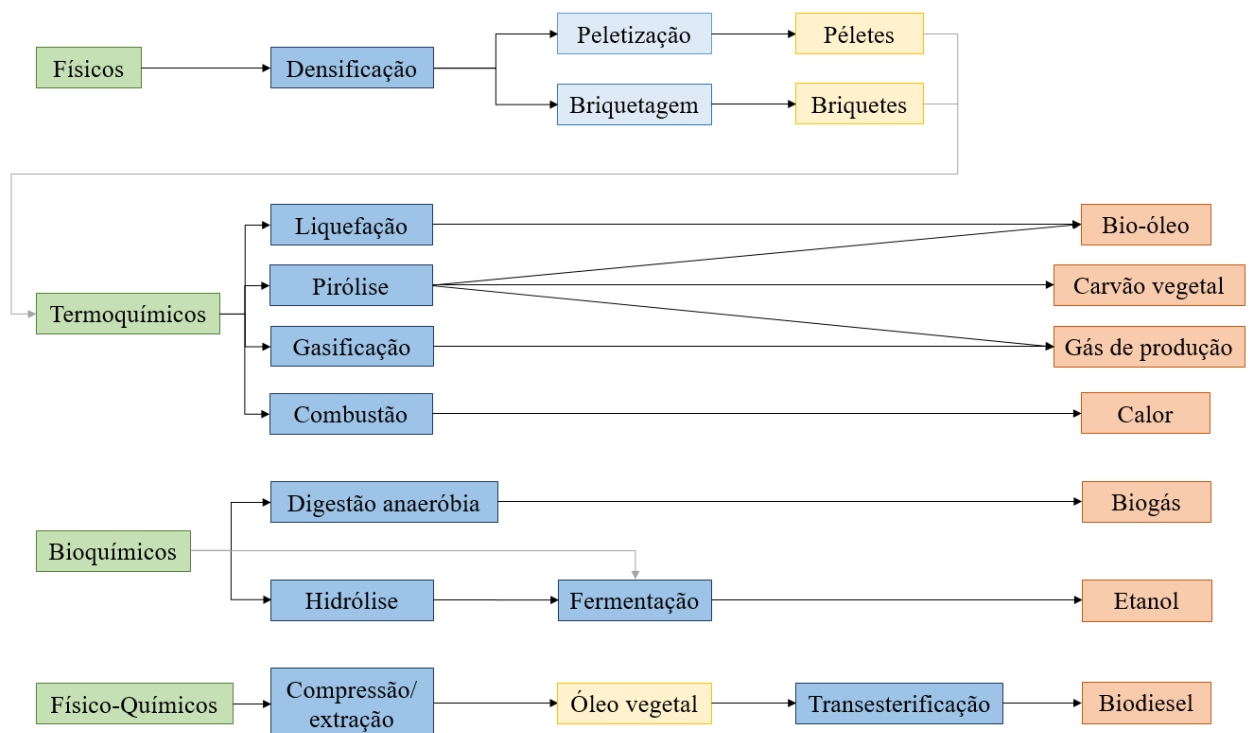 Físicos
Densificação
Peletização
Péletes
Briquetagem
Briquetes
Termoquímicos
Liquefação
Bio-óleo
Pirólise
Carvão vegetal
Gasificação
Gás de produção
Combustão
Calor
Bioquímicos
Digestão anaeróbia
Biogás
Hidrólise
Fermentação
Etanol
Físico-Químicos
Compressão/
extração
Óleo vegetal
Transesterificação
Biodiesel